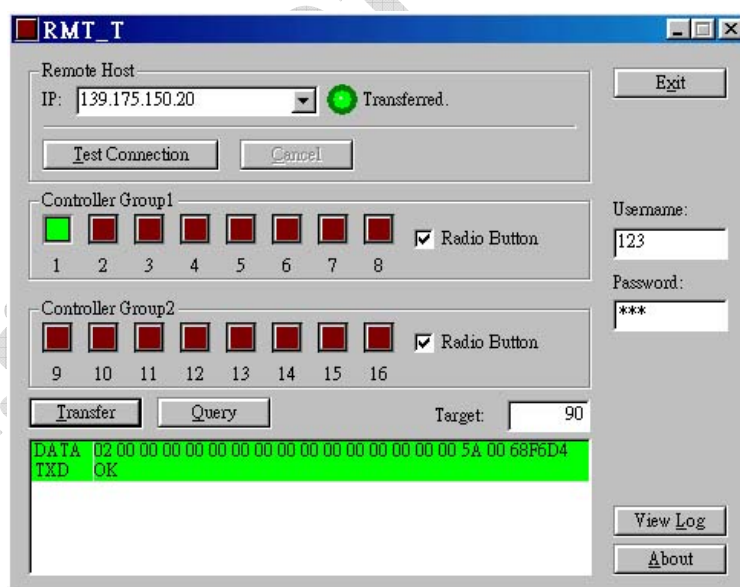 RMT_T
Remote Host
IP: 139.175.150.20 Transferred.
Exit
Test Connection Cancel
Controller Group1
Radio Button
1 2 3 4 5 6 7 8
Username:
123
Password:
***
Controller Group2
Radio Button
9 10 11 12 13 14 15 16
Transfer Query Target: 90
DATA 02 00 00 00 00 00 00 00 00 00 00 00 00 00 00 00 5A 00 68F6D4
TXD OK
View Log
About